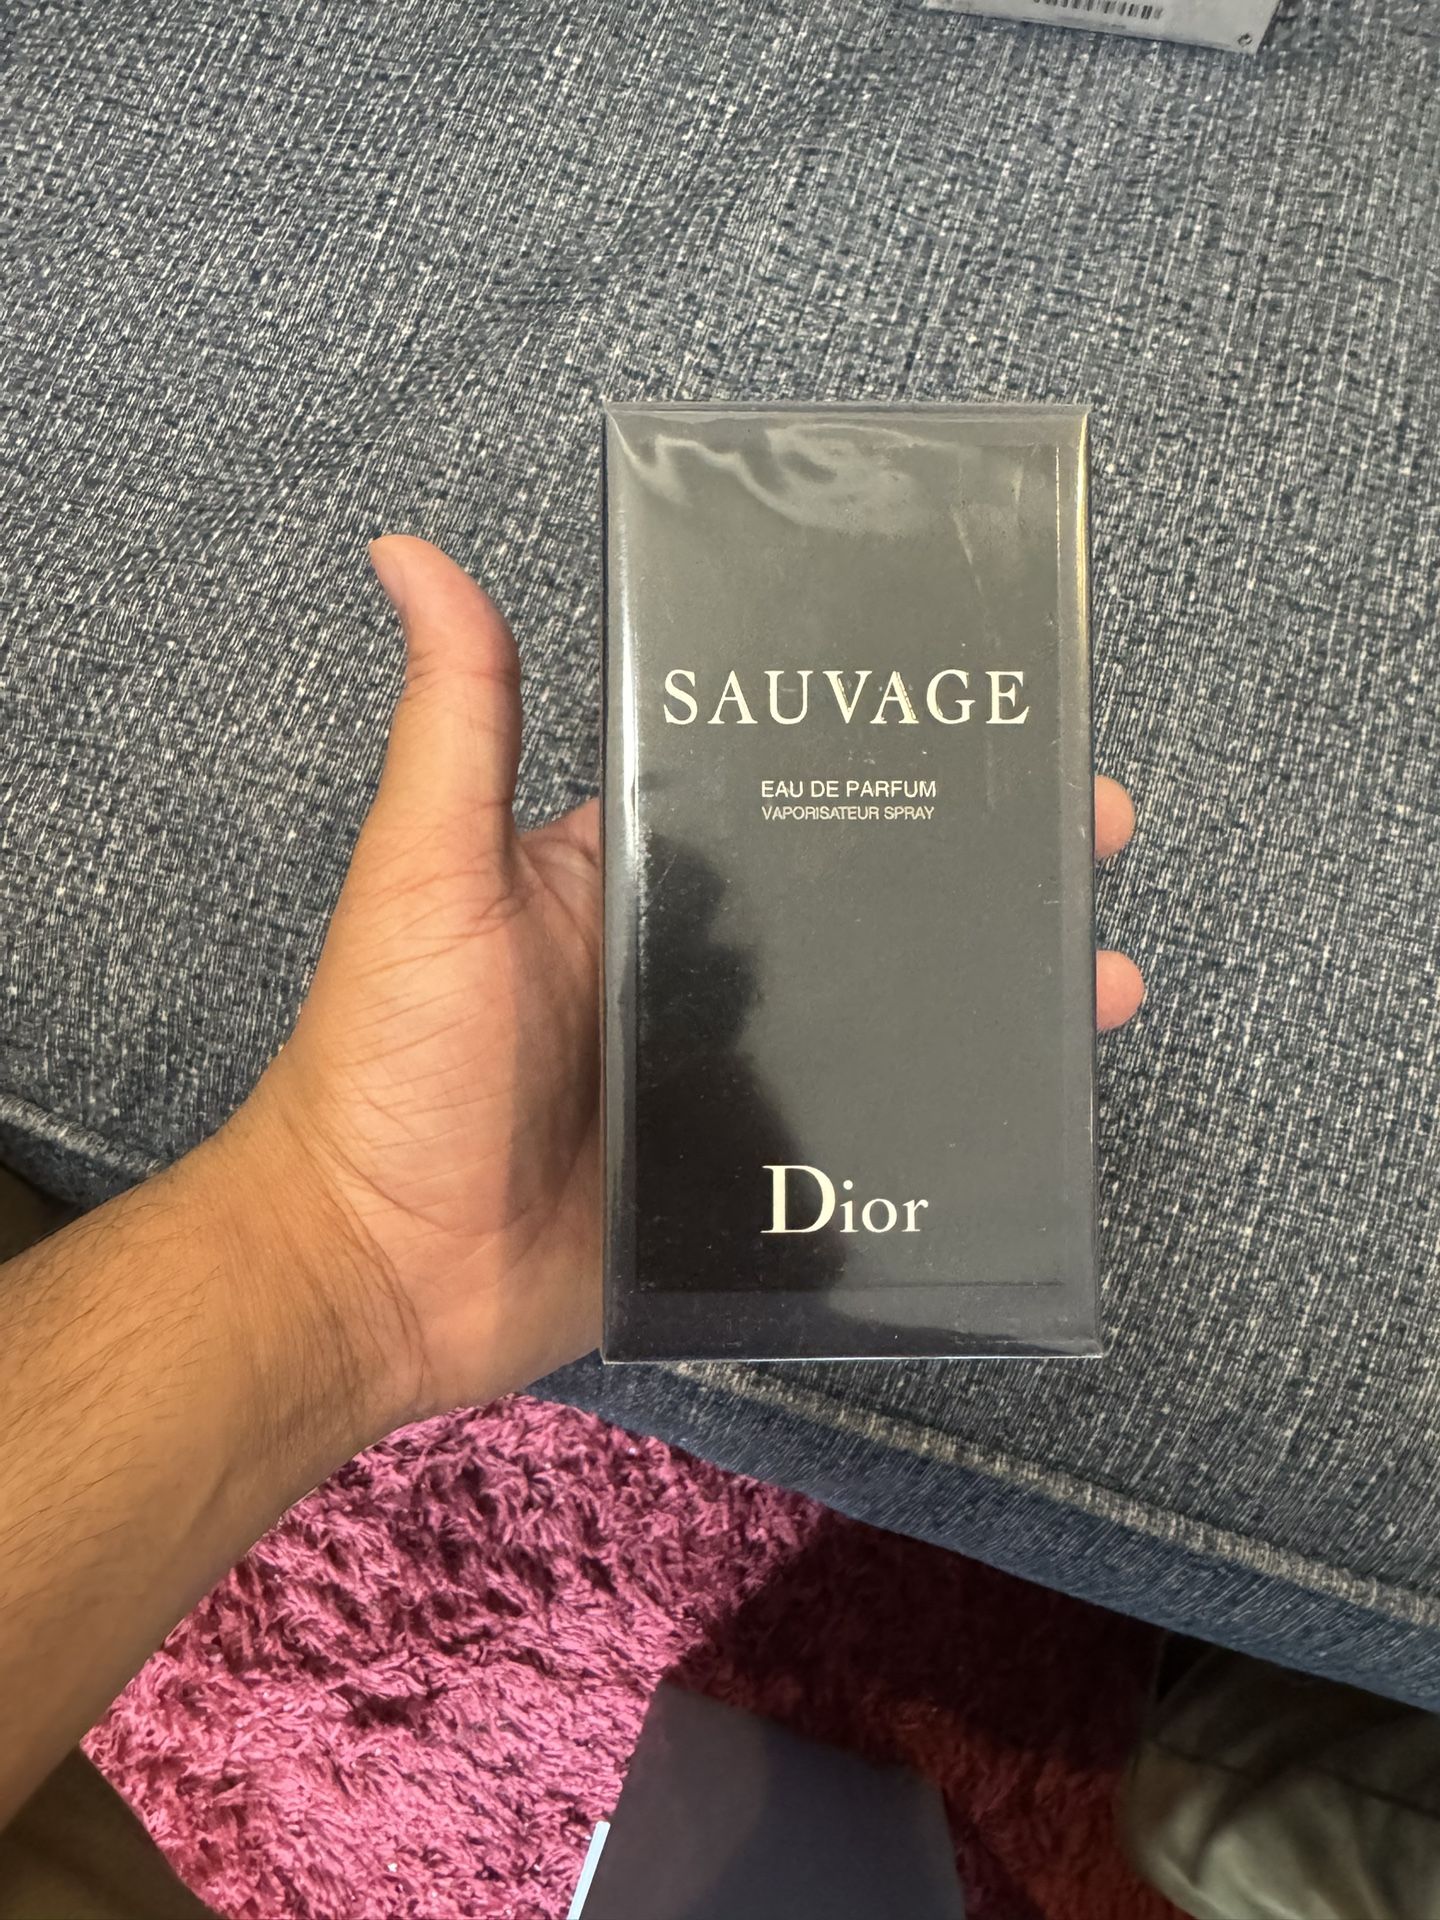 SAUVAGE
EAU DE PARFUM
VAPORISATEUR SPRAY
Dior